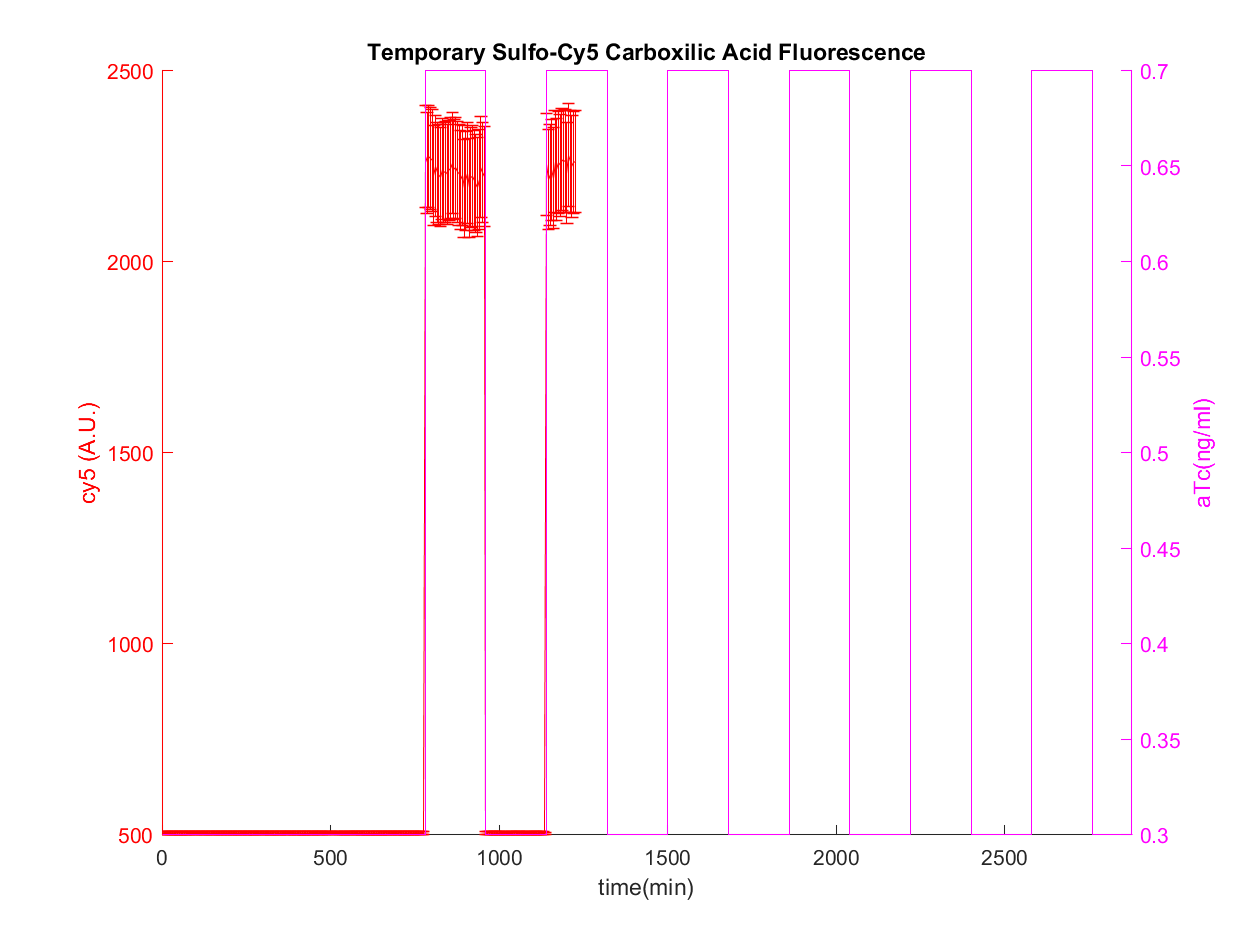 Temporary Sulfo-Cy5 Carboxilic Acid Fluorescence
2500
2000
1500
1000
500
cy5 (A.U.)
0.7
0.65
0.6
0.55
0.5
0.45
0.4
0.35
0.3
aTc(ng/ml)
0 500 1000 1500 2000 2500
time(min)